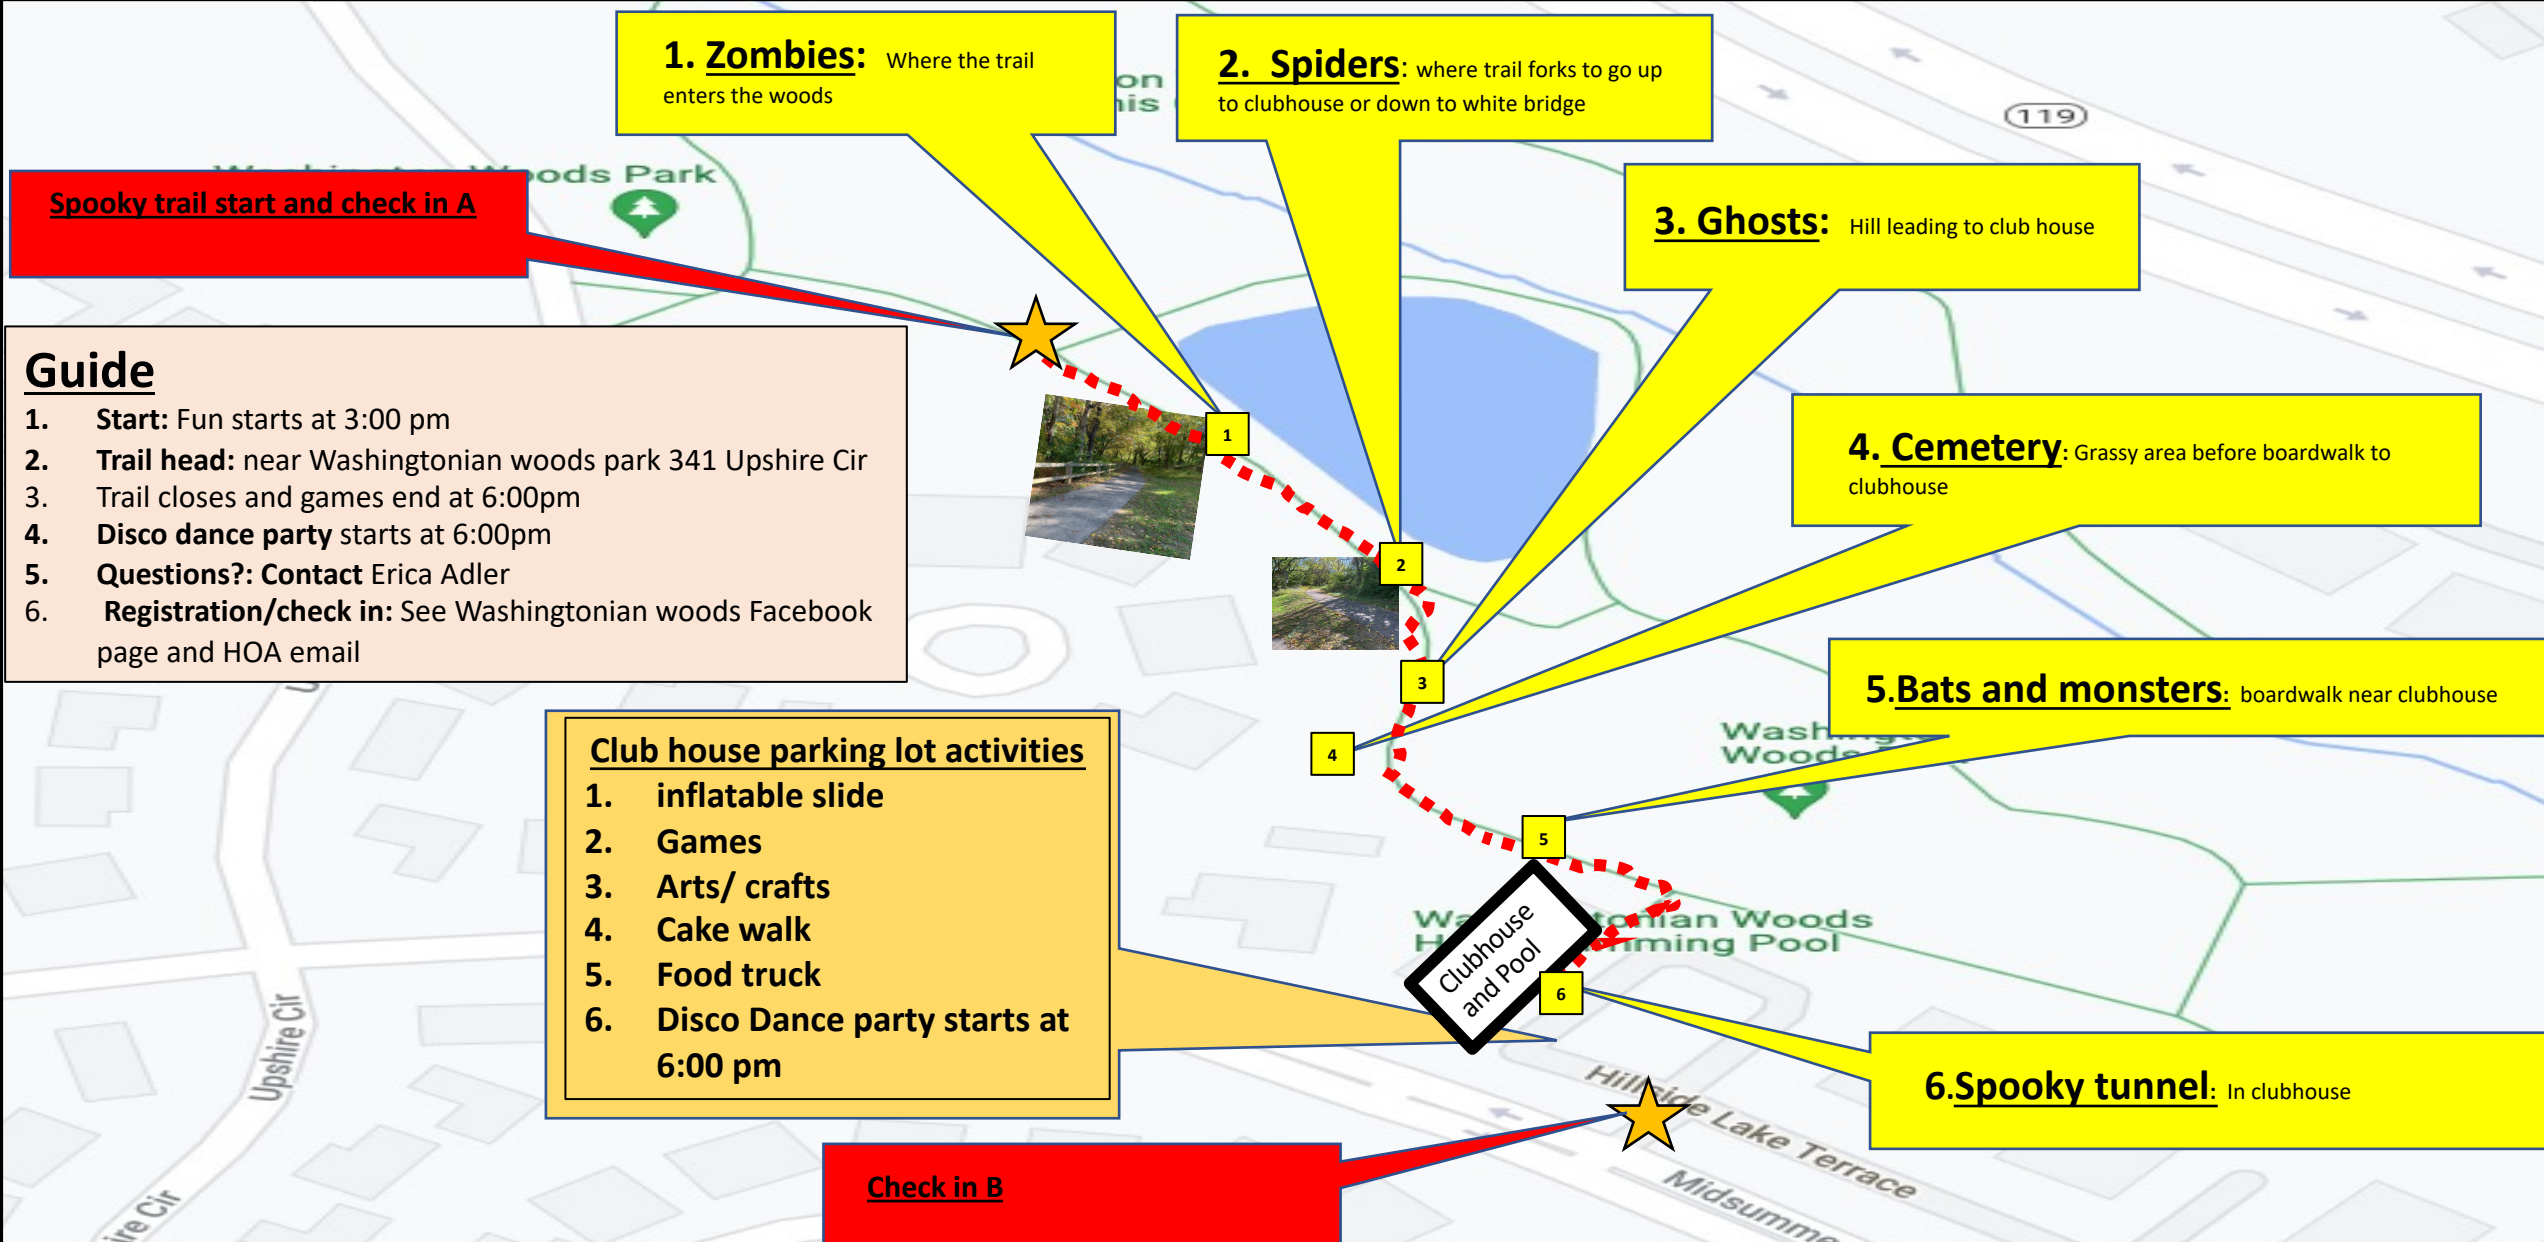 1. Zombies: Where the trail
enters the woods
2. Spiders: where trail forks to go up
to clubhouse or down to white bridge
119
Woods Park
Spooky trail start and check in A
3. Ghosts: Hill leading to club house
Guide
1. Start: Fun starts at 3:00 pm
2. Trail head: near Washingtonian woods park 341 Upshire Cir
3. Trail closes and games end at 6:00pm
4. Disco dance party starts at 6:00pm
5. Questions?: Contact Erica Adler
6. Registration/check in: See Washingtonian woods Facebook
page and HOA email
4. Cemetery: Grassy area before boardwalk to
clubhouse
5.Bats and monsters: boardwalk near clubhouse
Woods
Club house parking lot activities
1. inflatable slide
2. Games
3. Arts/ crafts
4. Cake walk
5. Food truck
6. Disco Dance party starts at
6:00 pm
1
2
3
4
5
6
Woods
Pool
Clubhouse
and Pool
Upshire Cir
Cir
Hillside Lake Terrace
6.Spooky tunnel: In clubhouse
Check in B